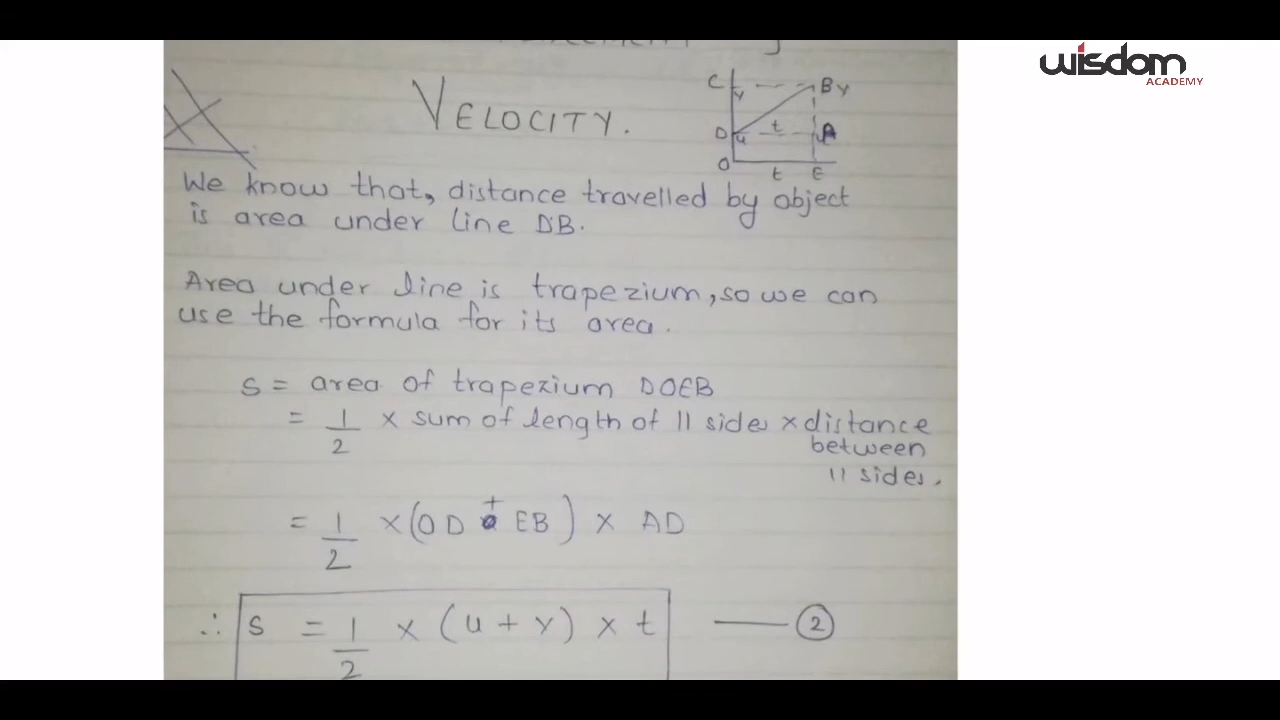 wisdom
ACADEMY
VELOCITY.
C
v
B v
D
u
t
A
O
t
E
We know that, distance travelled by object
is area under line DB.
Area under line is trapezium, so we can
use the formula for its area.
s = area of trapezium DOEB
= 1/2 × sum of length of || sides × distance
between
|| sides.
= 1/2 × (OD + EB) × AD
∴ s = 1/2 × (u + v) × t —— ②